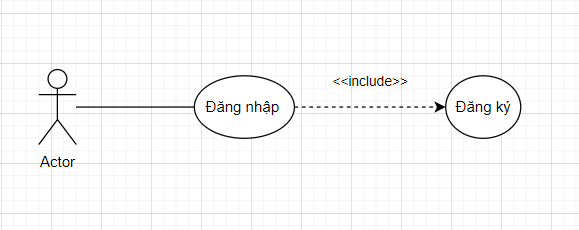 <<include>>
Đăng nhập
Đăng ký
Actor